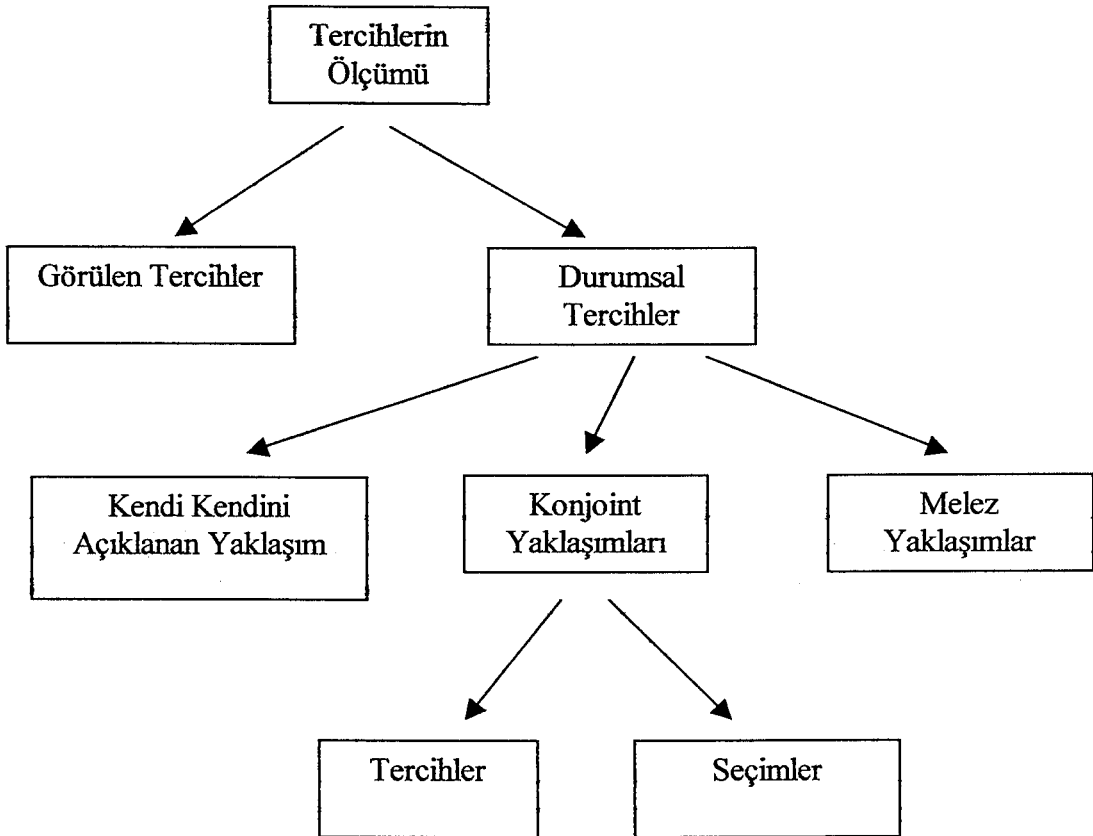 Tercihlerin
Ölçümü
Görülen Tercihler
Durumsal
Tercihler
Kendi Kendini
Açıklanan Yaklaşım
Konjoint
Yaklaşımları
Melez
Yaklaşımlar
Tercihler
Seçimler